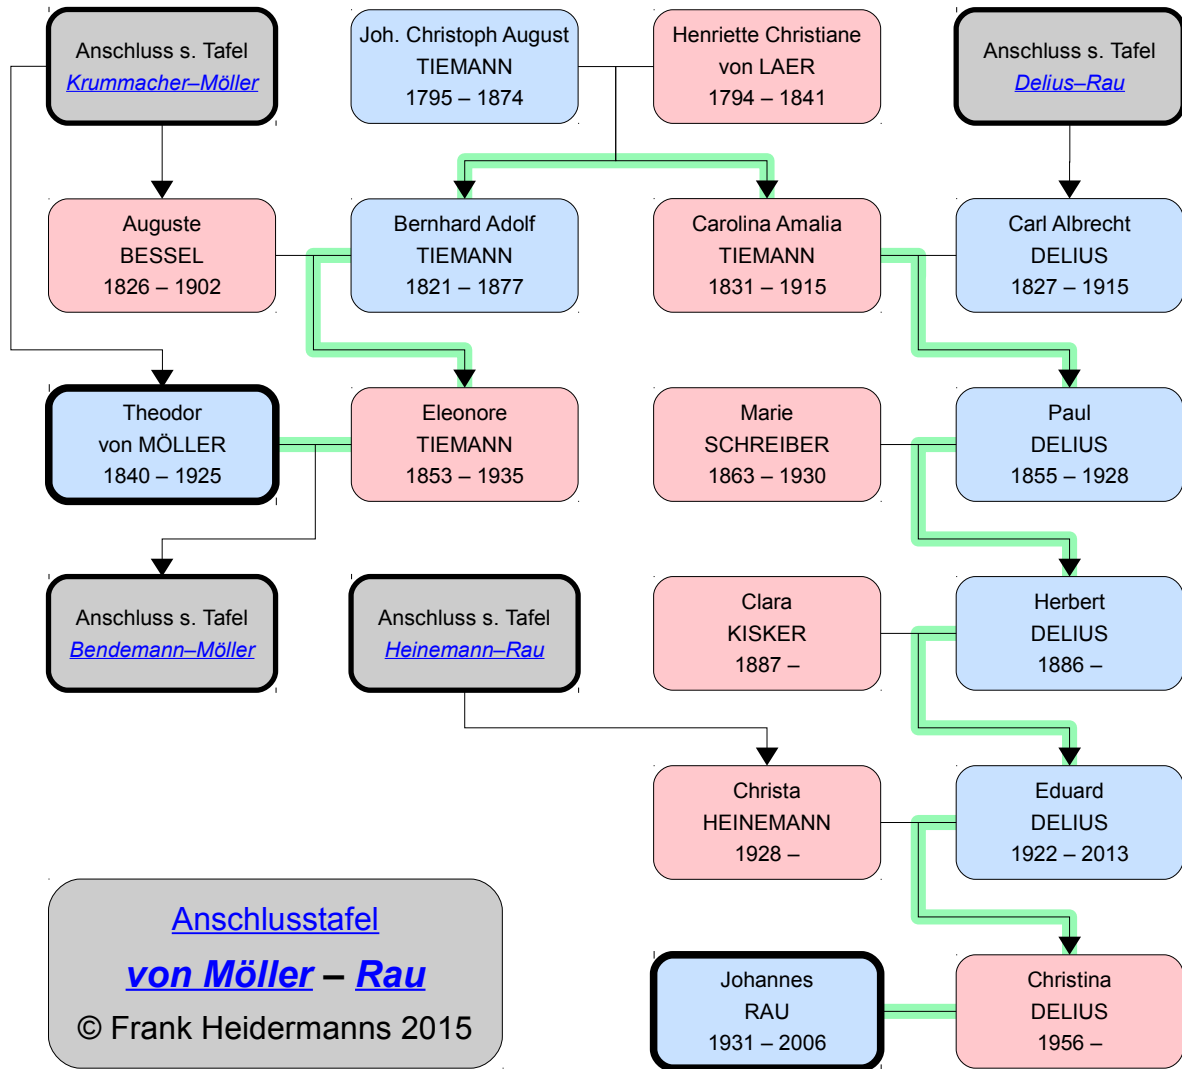 Anschluss s. Tafel
Krummacher–Möller
Joh. Christoph August
TIEMANN
1795 – 1874
Henriette Christiane
von LAER
1794 – 1841
Anschluss s. Tafel
Delius–Rau
Auguste
BESSEL
1826 – 1902
Bernhard Adolf
TIEMANN
1821 – 1877
Carolina Amalia
TIEMANN
1831 – 1915
Carl Albrecht
DELIUS
1827 – 1915
Theodor
von MÖLLER
1840 – 1925
Eleonore
TIEMANN
1853 – 1935
Marie
SCHREIBER
1863 – 1930
Paul
DELIUS
1855 – 1928
Anschluss s. Tafel
Bendemann–Möller
Anschluss s. Tafel
Heinemann–Rau
Clara
KISKER
1887 –
Herbert
DELIUS
1886 –
Christa
HEINEMANN
1928 –
Eduard
DELIUS
1922 – 2013
Anschlusstafel
von Möller – Rau
© Frank Heidermanns 2015
Johannes
RAU
1931 – 2006
Christina
DELIUS
1956 –